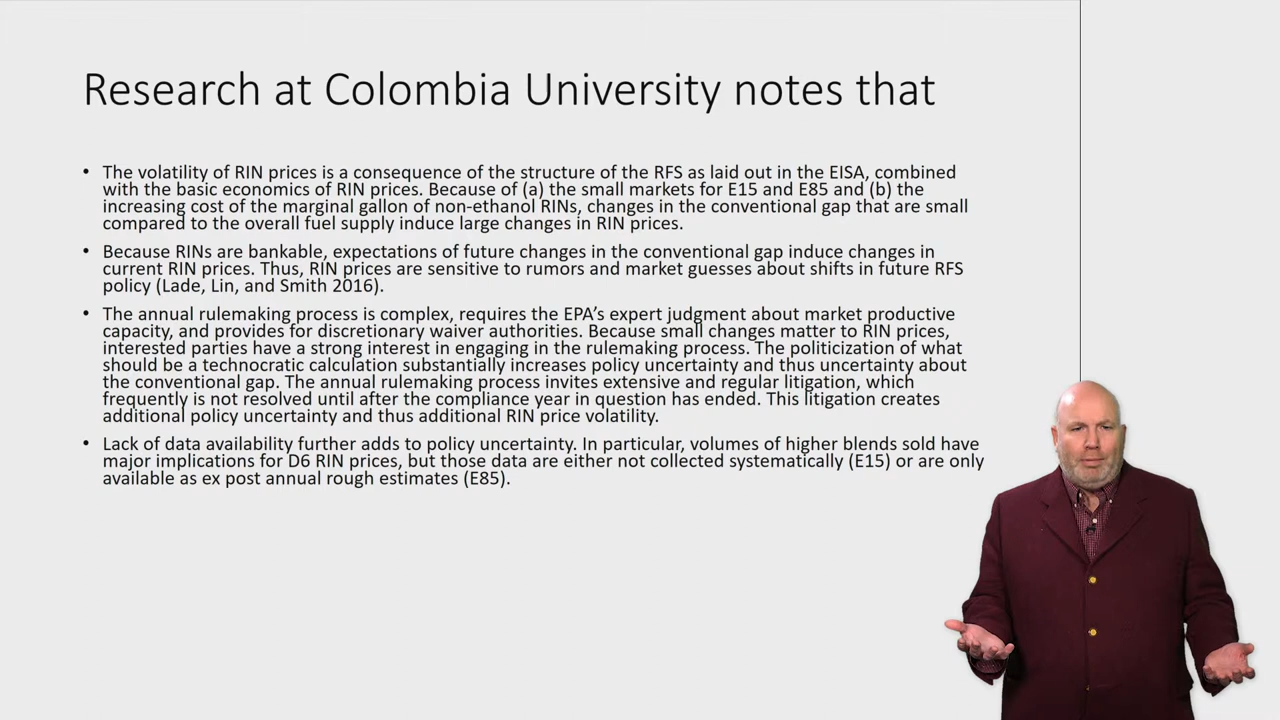 Research at Colombia University notes that
• The volatility of RIN prices is a consequence of the structure of the RFS as laid out in the EISA, combined
with the basic economics of RIN prices. Because of (a) the small markets for E15 and E85 and (b) the
increasing cost of the marginal gallon of non-ethanol RINs, changes in the conventional gap that are small
compared to the overall fuel supply induce large changes in RIN prices.
• Because RINs are bankable, expectations of future changes in the conventional gap induce changes in
current RIN prices. Thus, RIN prices are sensitive to rumors and market guesses about shifts in future RFS
policy (Lade, Lin, and Smith 2016).
• The annual rulemaking process is complex, requires the EPA’s expert judgment about market productive
capacity, and provides for discretionary waiver authorities. Because small changes matter to RIN prices,
interested parties have a strong interest in engaging in the rulemaking process. The politicization of what
should be a technocratic calculation substantially increases policy uncertainty and thus uncertainty about
the conventional gap. The annual rulemaking process invites extensive and regular litigation, which
frequently is not resolved until after the compliance year in question has ended. This litigation creates
additional policy uncertainty and thus additional RIN price volatility.
• Lack of data availability further adds to policy uncertainty. In particular, volumes of higher blends sold have
major implications for D6 RIN prices, but those data are either not collected systematically (E15) or are only
available as ex post annual rough estimates (E85).